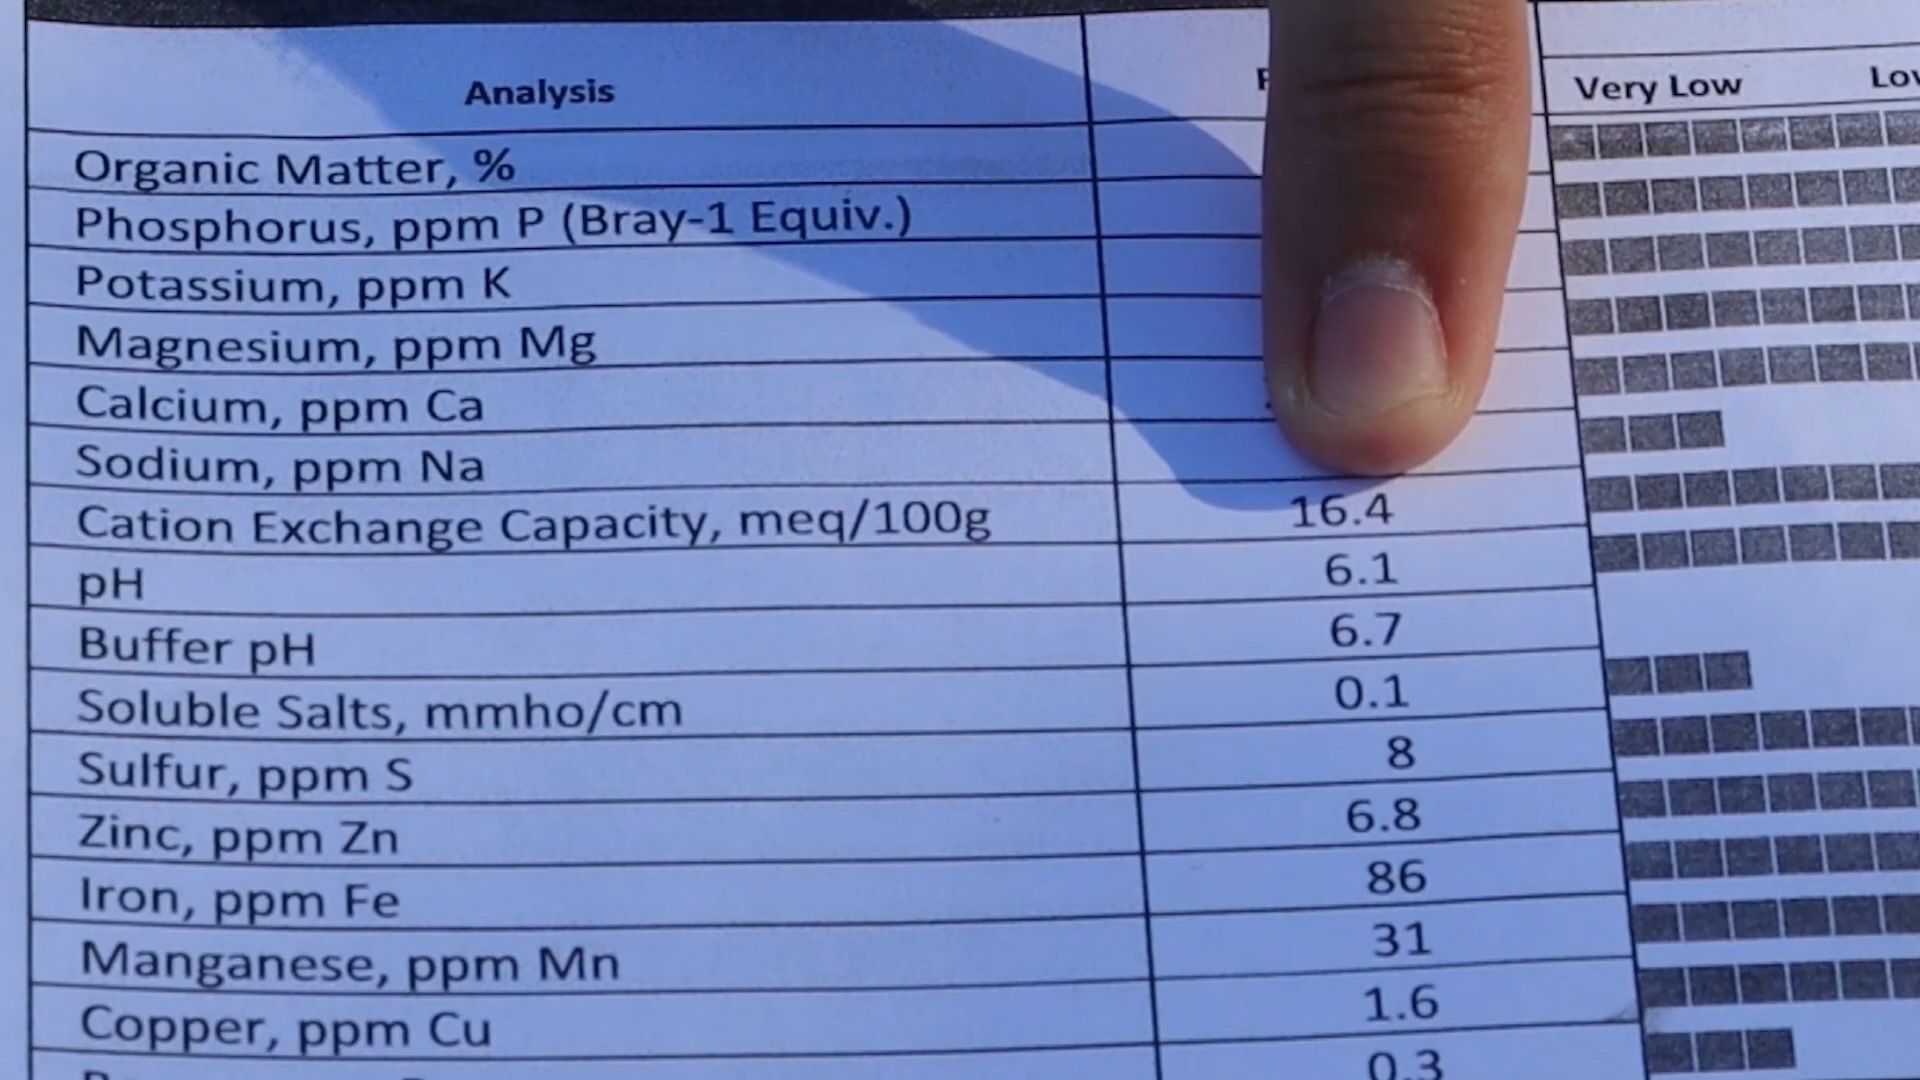 Analysis
Very Low
Organic Matter, %
Phosphorus, ppm P (Bray-1 Equiv.)
Potassium, ppm K
Magnesium, ppm Mg
Calcium, ppm Ca
Sodium, ppm Na
Cation Exchange Capacity, meq/100g 16.4
pH 6.1
Buffer pH 6.7
Soluble Salts, mmho/cm 0.1
Sulfur, ppm S 8
Zinc, ppm Zn 6.8
Iron, ppm Fe 86
Manganese, ppm Mn 31
Copper, ppm Cu 1.6
0.3